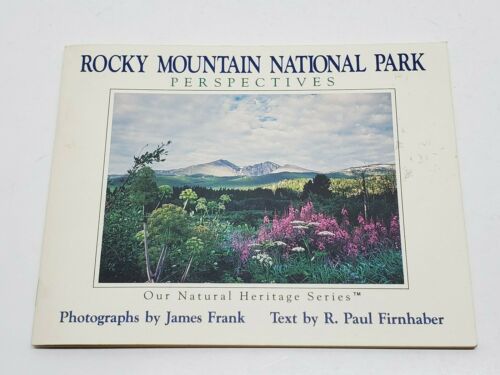 ROCKY MOUNTAIN NATIONAL PARK
PERSPECTIVES
Our Natural Heritage Series™
Photographs by James Frank Text by R. Paul Firnhaber